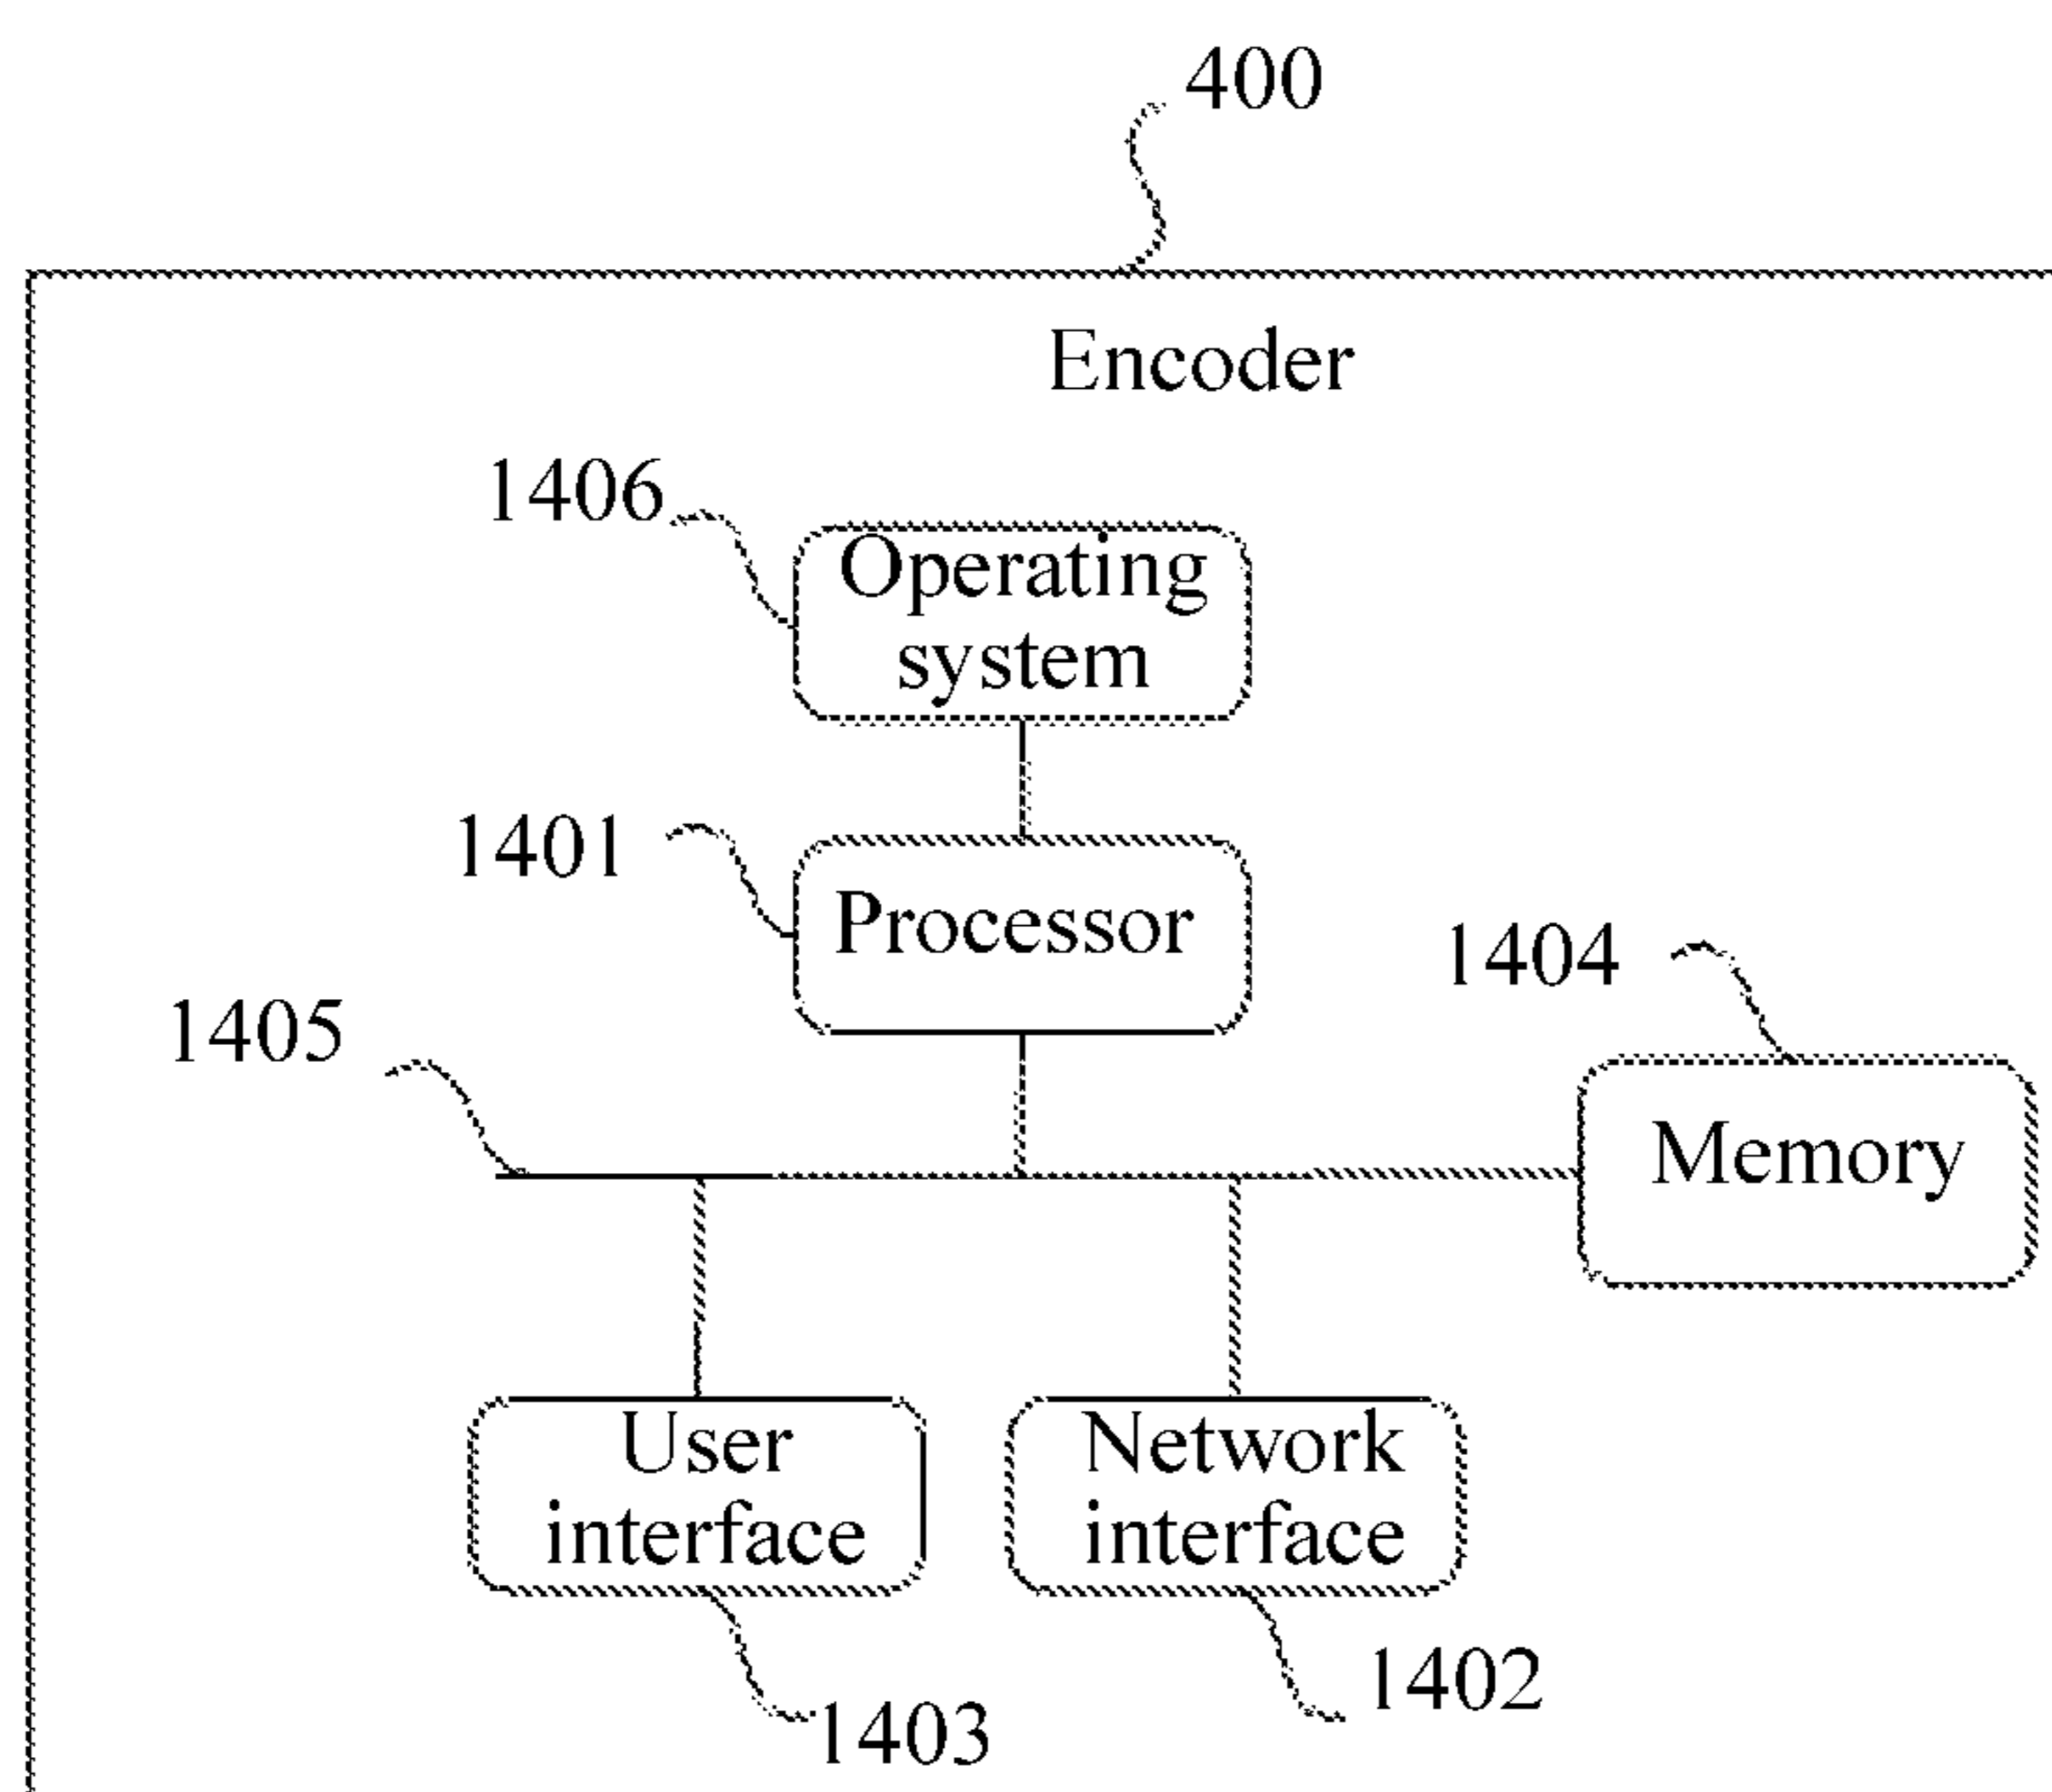 400
Encoder
1406
Operating
system
1401
Processor
1404
1405
Memory
User
interface
Network
interface
1402
1403